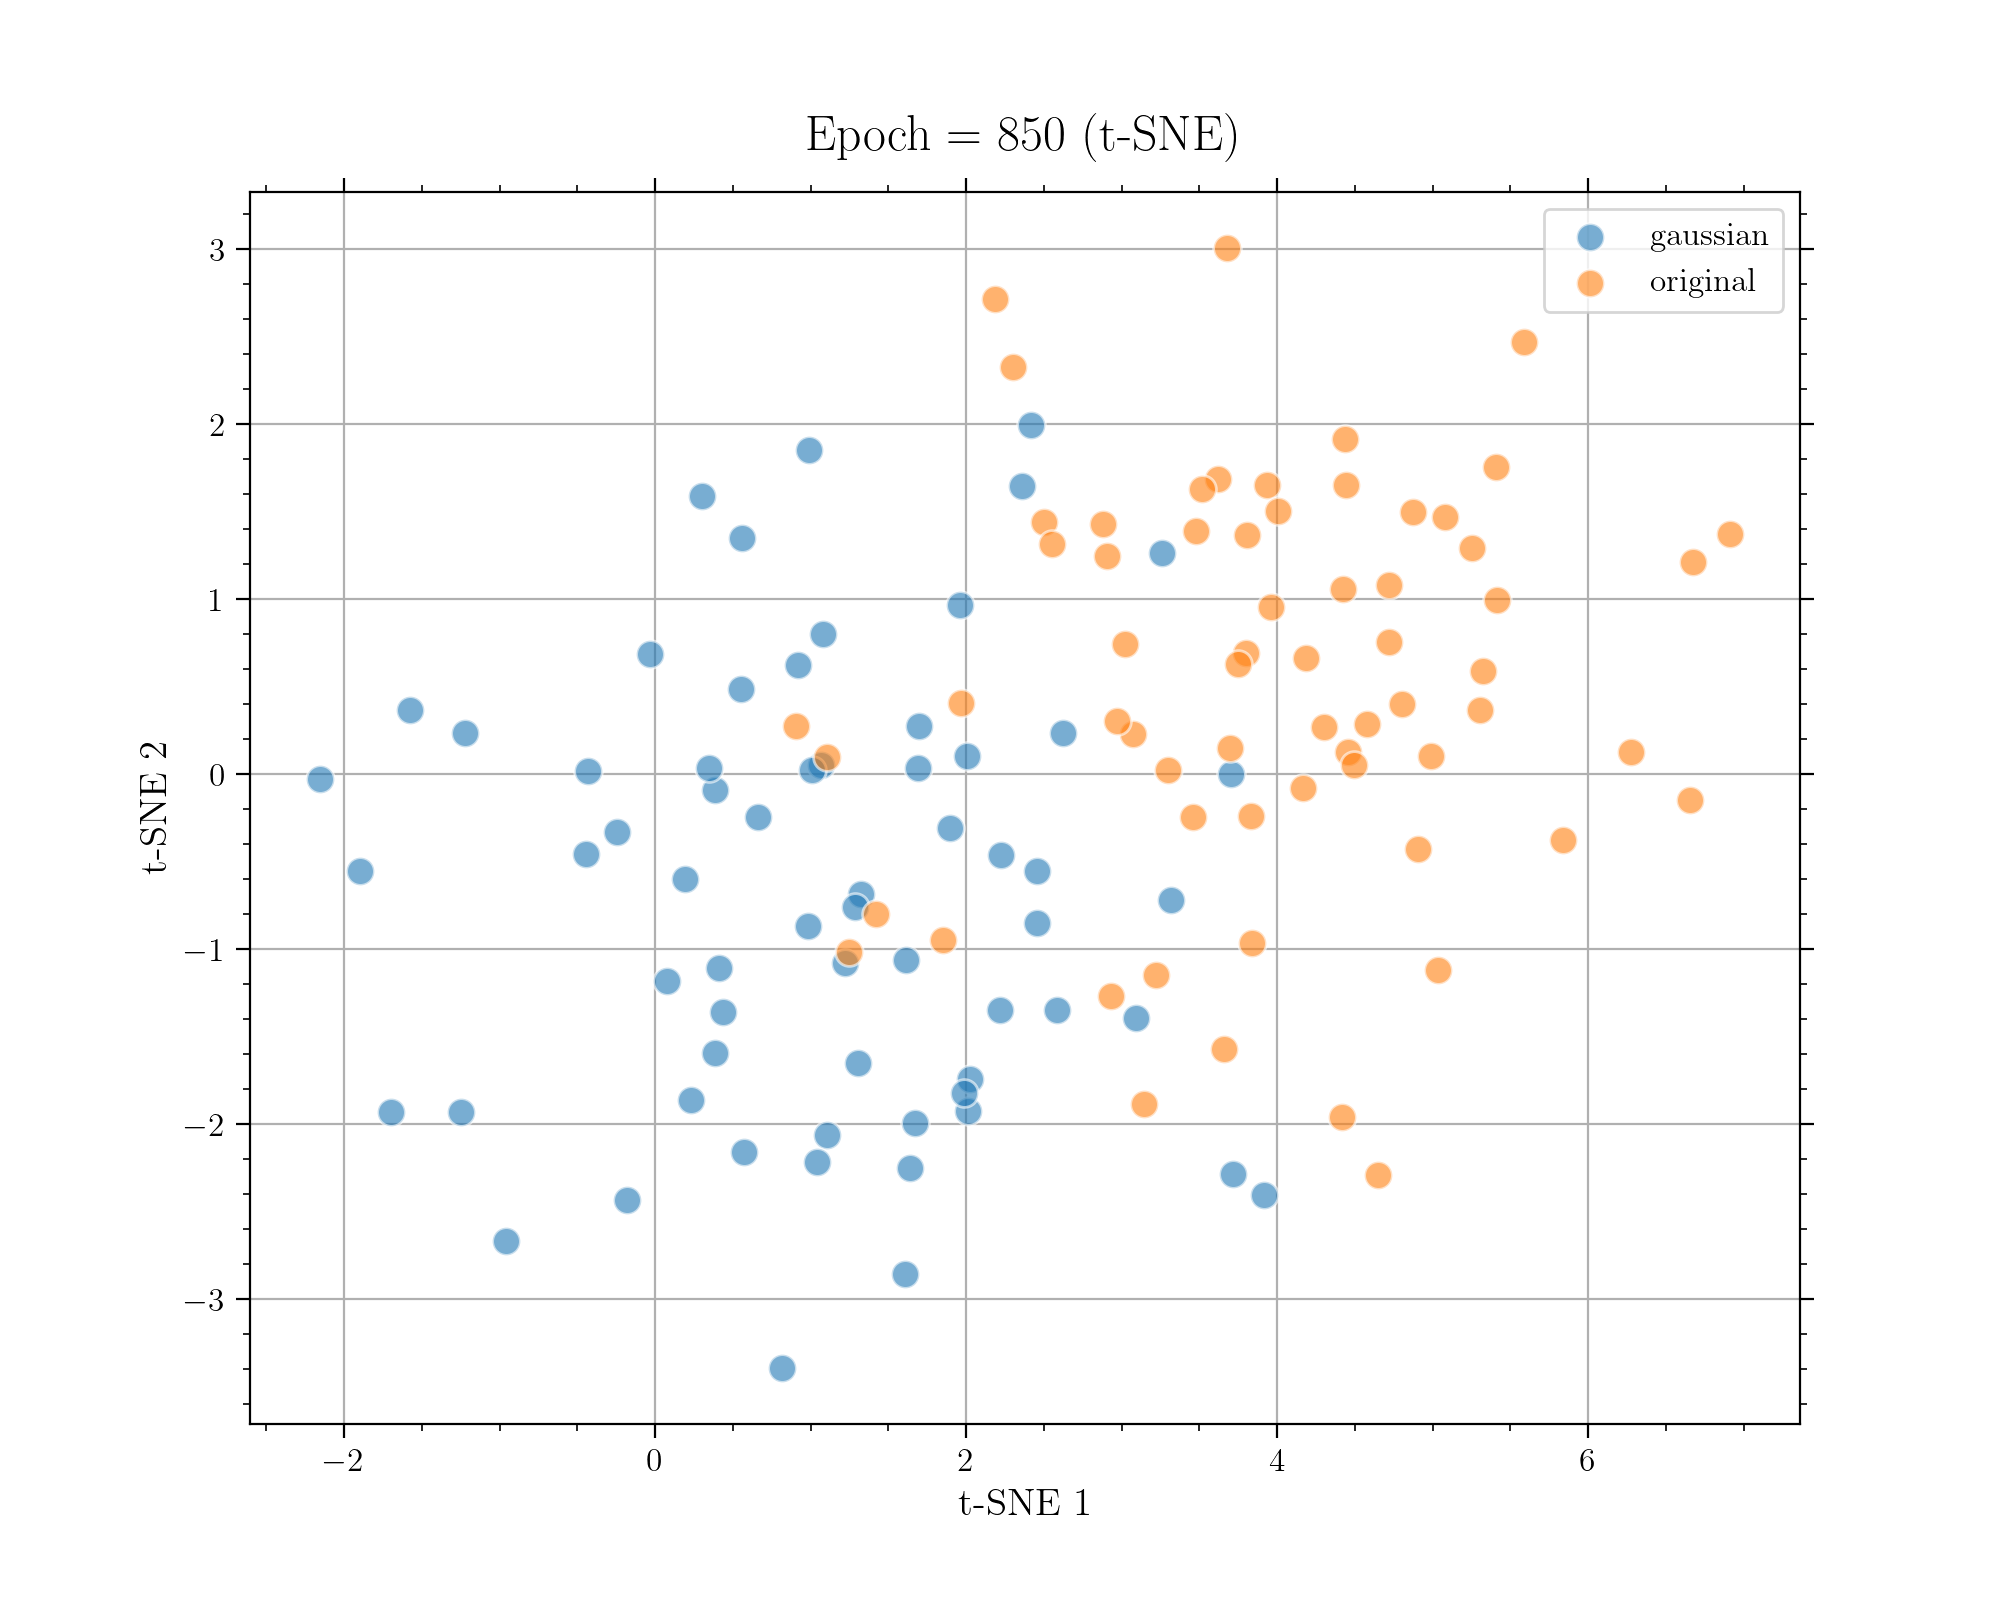 Epoch = 850 (t-SNE)
gaussian
original
3
2
1
0
−1
−2
−3
t-SNE 2
−2 0 2 4 6
t-SNE 1